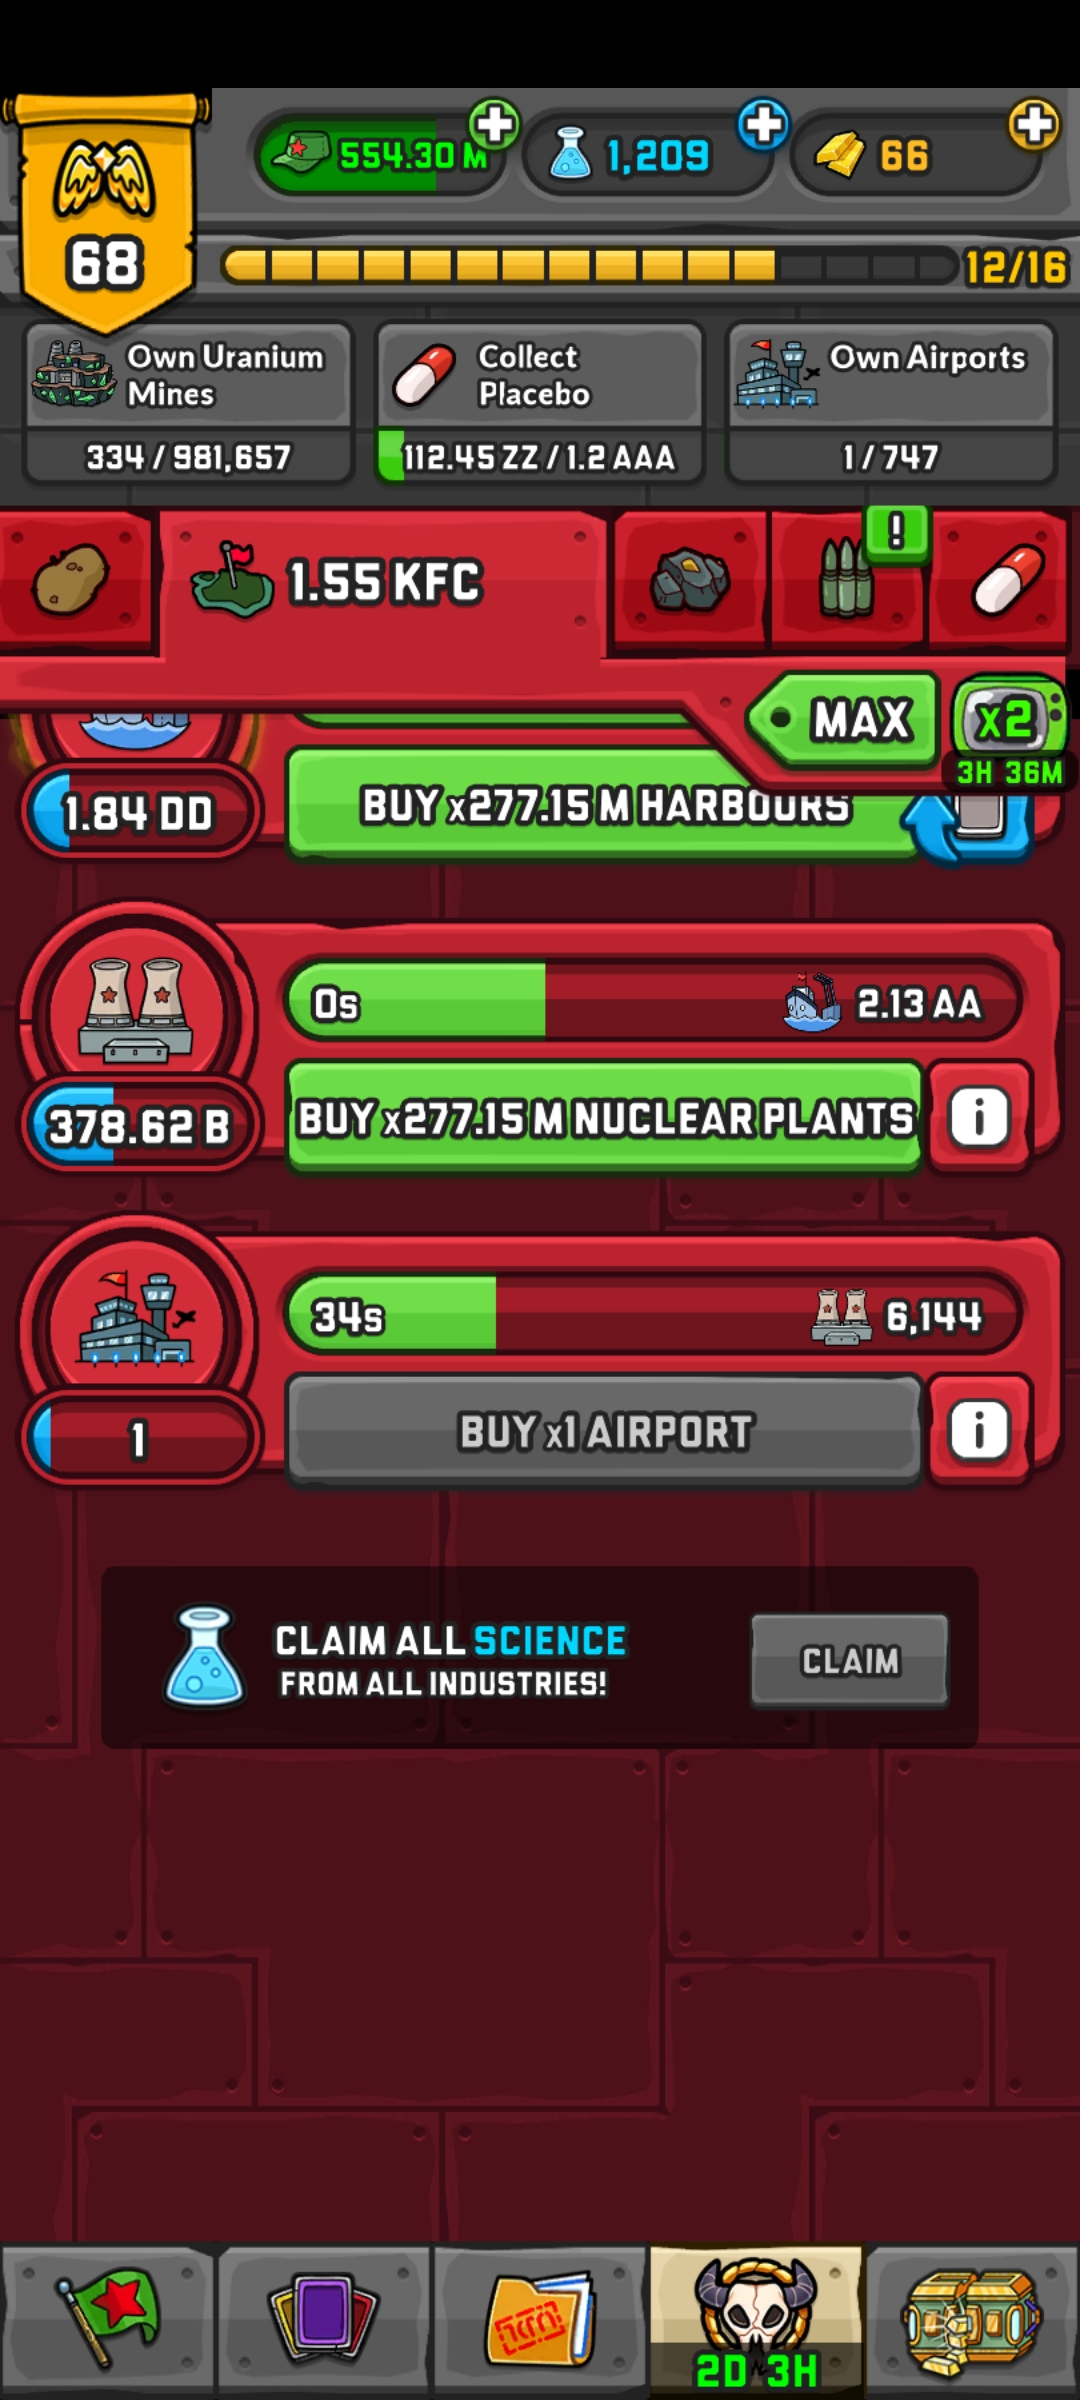 554.30 M
1,209
66
68
12/16
Own Uranium
Mines
334 / 981,657
Collect
Placebo
112.45 ZZ / 1.2 AAA
Own Airports
1 / 747
1.55 KFC
!
MAX
x2
3H 36M
1.84 DD
BUY x277.15 M HARBOURS
0s
2.13 AA
378.62 B
BUY x277.15 M NUCLEAR PLANTS
i
34s
6,144
1
BUY x1 AIRPORT
i
CLAIM ALL SCIENCE
FROM ALL INDUSTRIES!
CLAIM
2D 3H